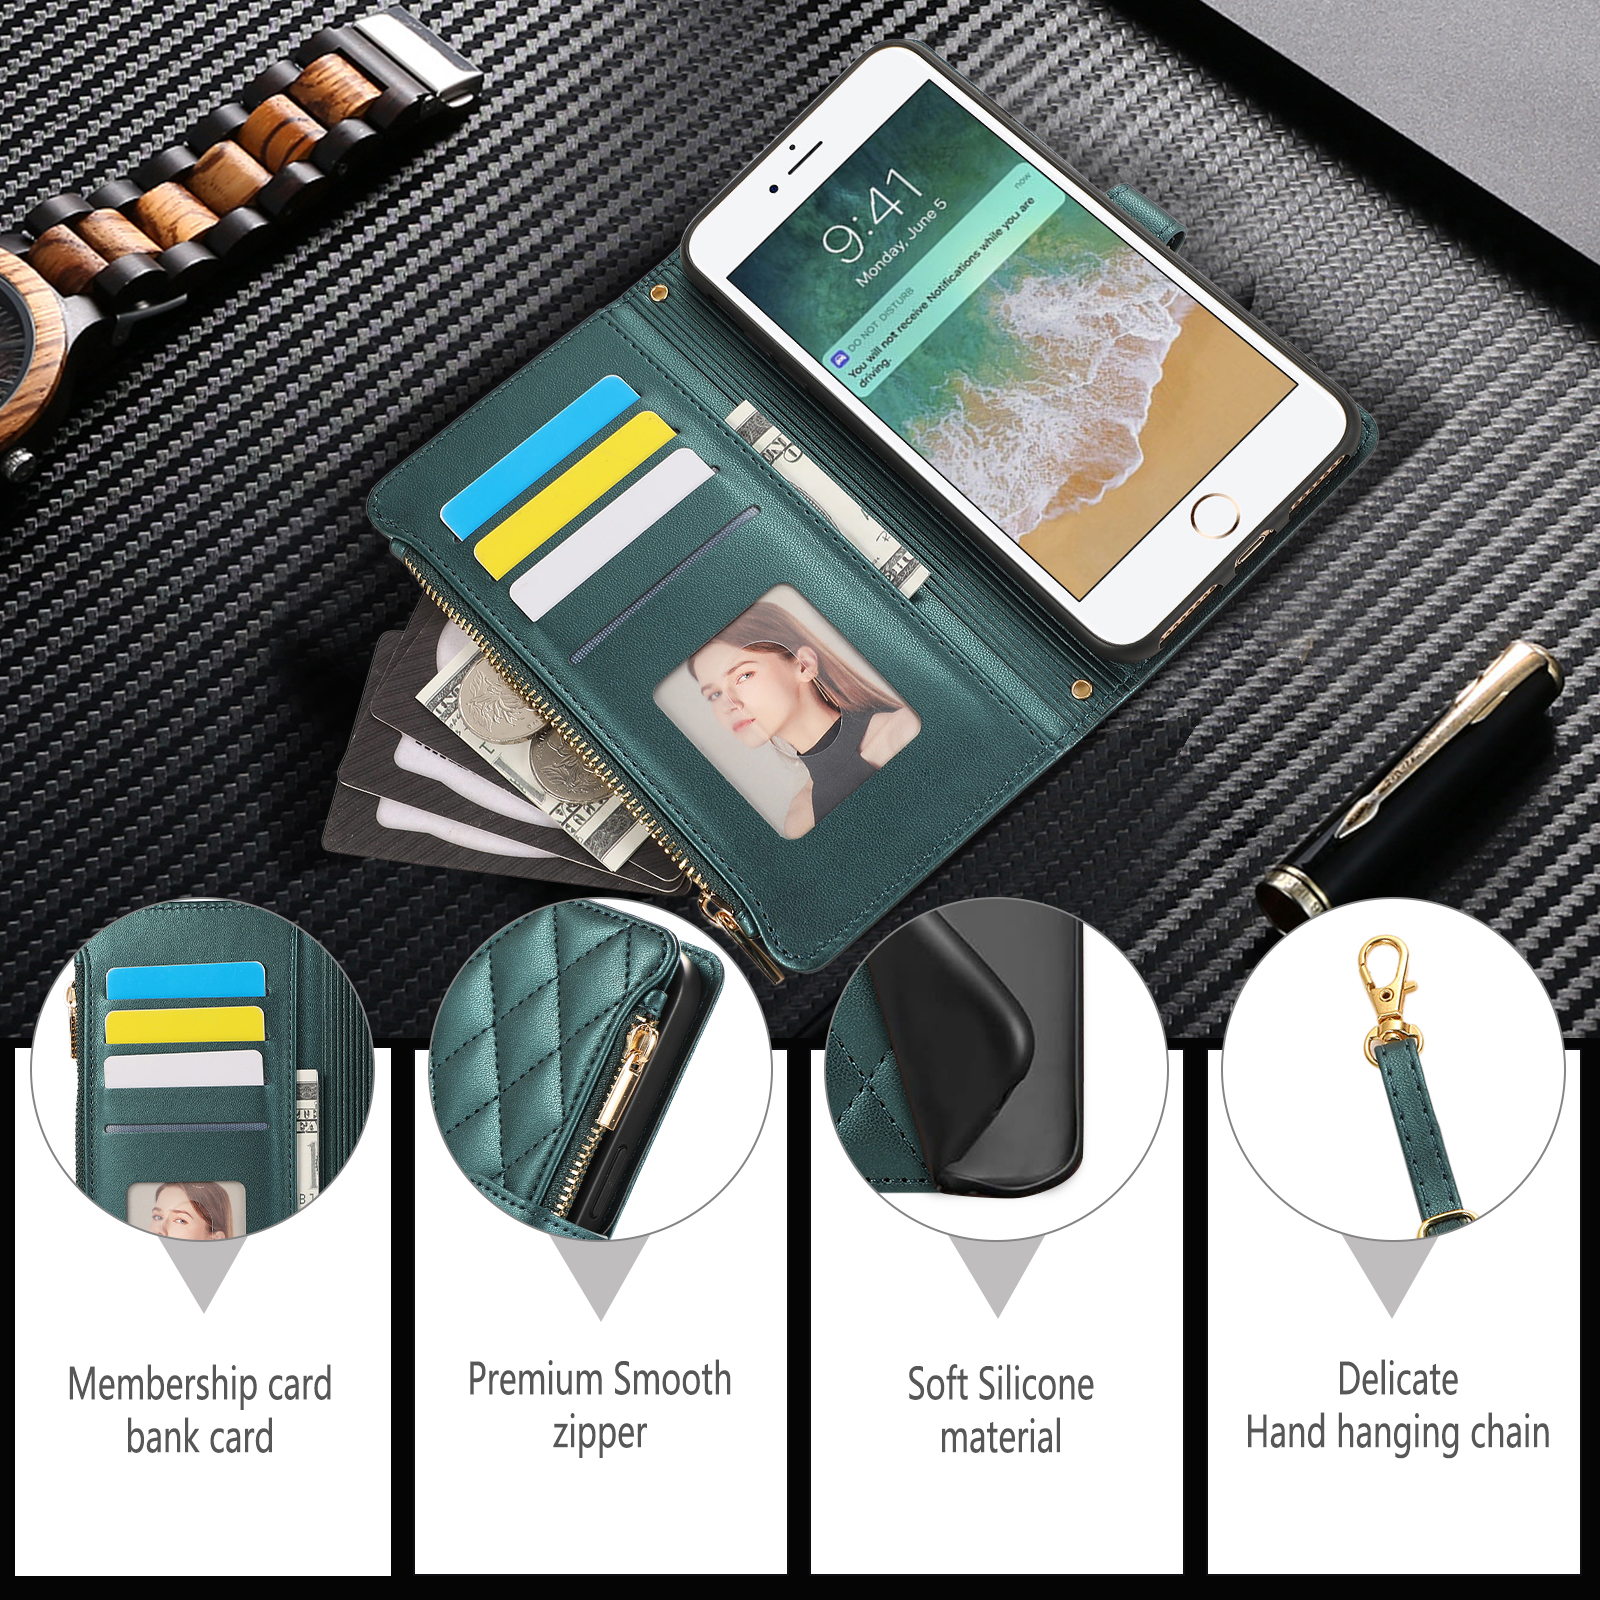 9:41
Monday, June 5
DO NOT DISTURB
now
You will not receive Notifications while you are
driving.
Membership card
bank card
Premium Smooth
zipper
Soft Silicone
material
Delicate
Hand hanging chain